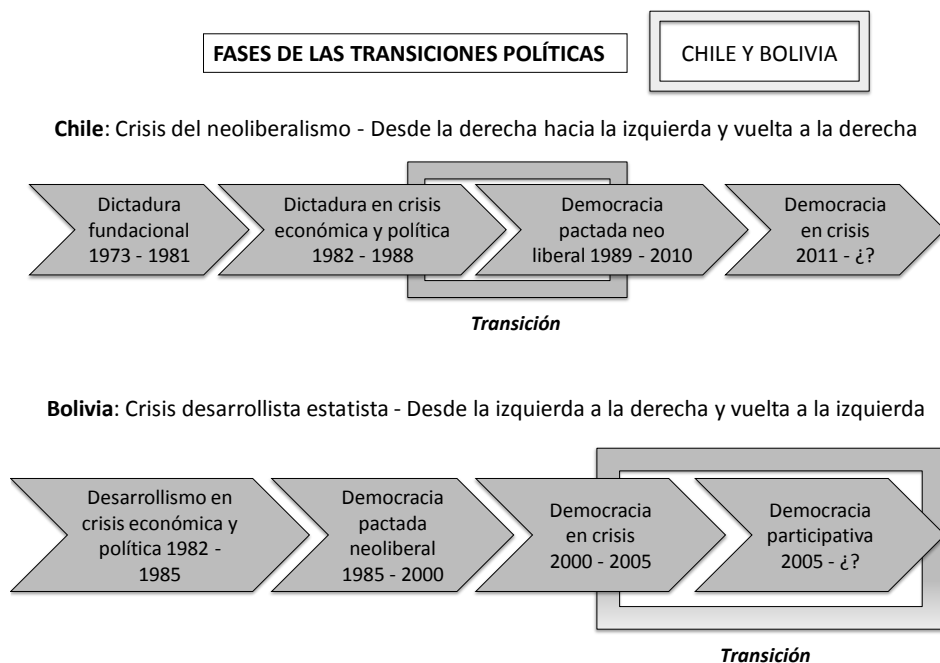 FASES DE LAS TRANSICIONES POLÍTICAS
CHILE Y BOLIVIA
Chile: Crisis del neoliberalismo - Desde la derecha hacia la izquierda y vuelta a la derecha
Dictadura
fundacional
1973 - 1981
Dictadura en crisis
económica y política
1982 - 1988
Democracia
pactada neo
liberal 1989 - 2010
Democracia
en crisis
2011 - ¿?
Transición
Bolivia: Crisis desarrollista estatista - Desde la izquierda a la derecha y vuelta a la izquierda
Desarrollismo en
crisis económica y
política 1982 -
1985
Democracia
pactada
neoliberal
1985 - 2000
Democracia
en crisis
2000 - 2005
Democracia
participativa
2005 - ¿?
Transición